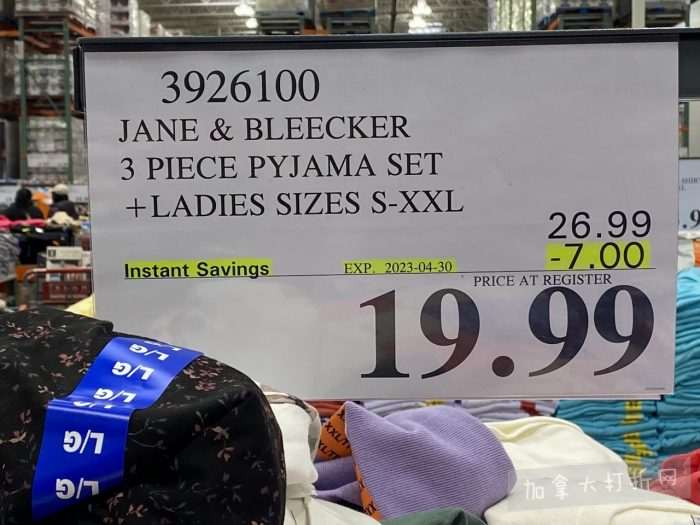 3926100
JANE & BLEECKER
3 PIECE PYJAMA SET
+LADIES SIZES S-XXL
26.99
Instant Savings EXP. 2023-04-30 -7.00
PRICE AT REGISTER
19.99
L/G
L/G
L/G
L/G
L/G
L/G
XXL/T
加拿大打折网